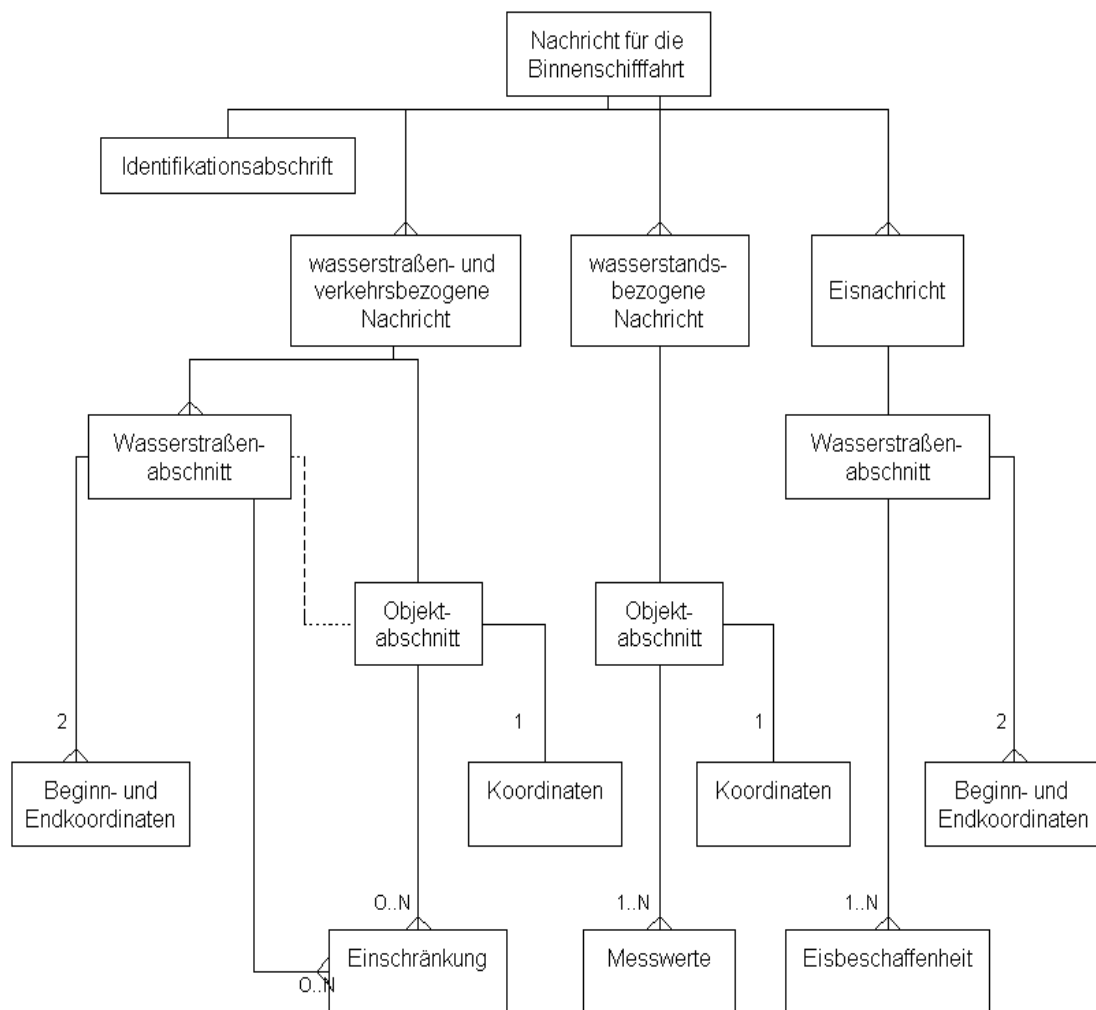 Nachricht für die
Binnenschifffahrt
Identifikationsabschrift
wasserstraßen- und
verkehrsbezogene
Nachricht
wasserstands-
bezogene
Nachricht
Eisnachricht
Wasserstraßen-
abschnitt
Wasserstraßen-
abschnitt
Objekt-
abschnitt
Objekt-
abschnitt
2
1
1
2
Beginn- und
Endkoordinaten
Koordinaten
Koordinaten
Beginn- und
Endkoordinaten
0..N
1..N
1..N
Einschränkung
0..N
Messwerte
Eisbeschaffenheit